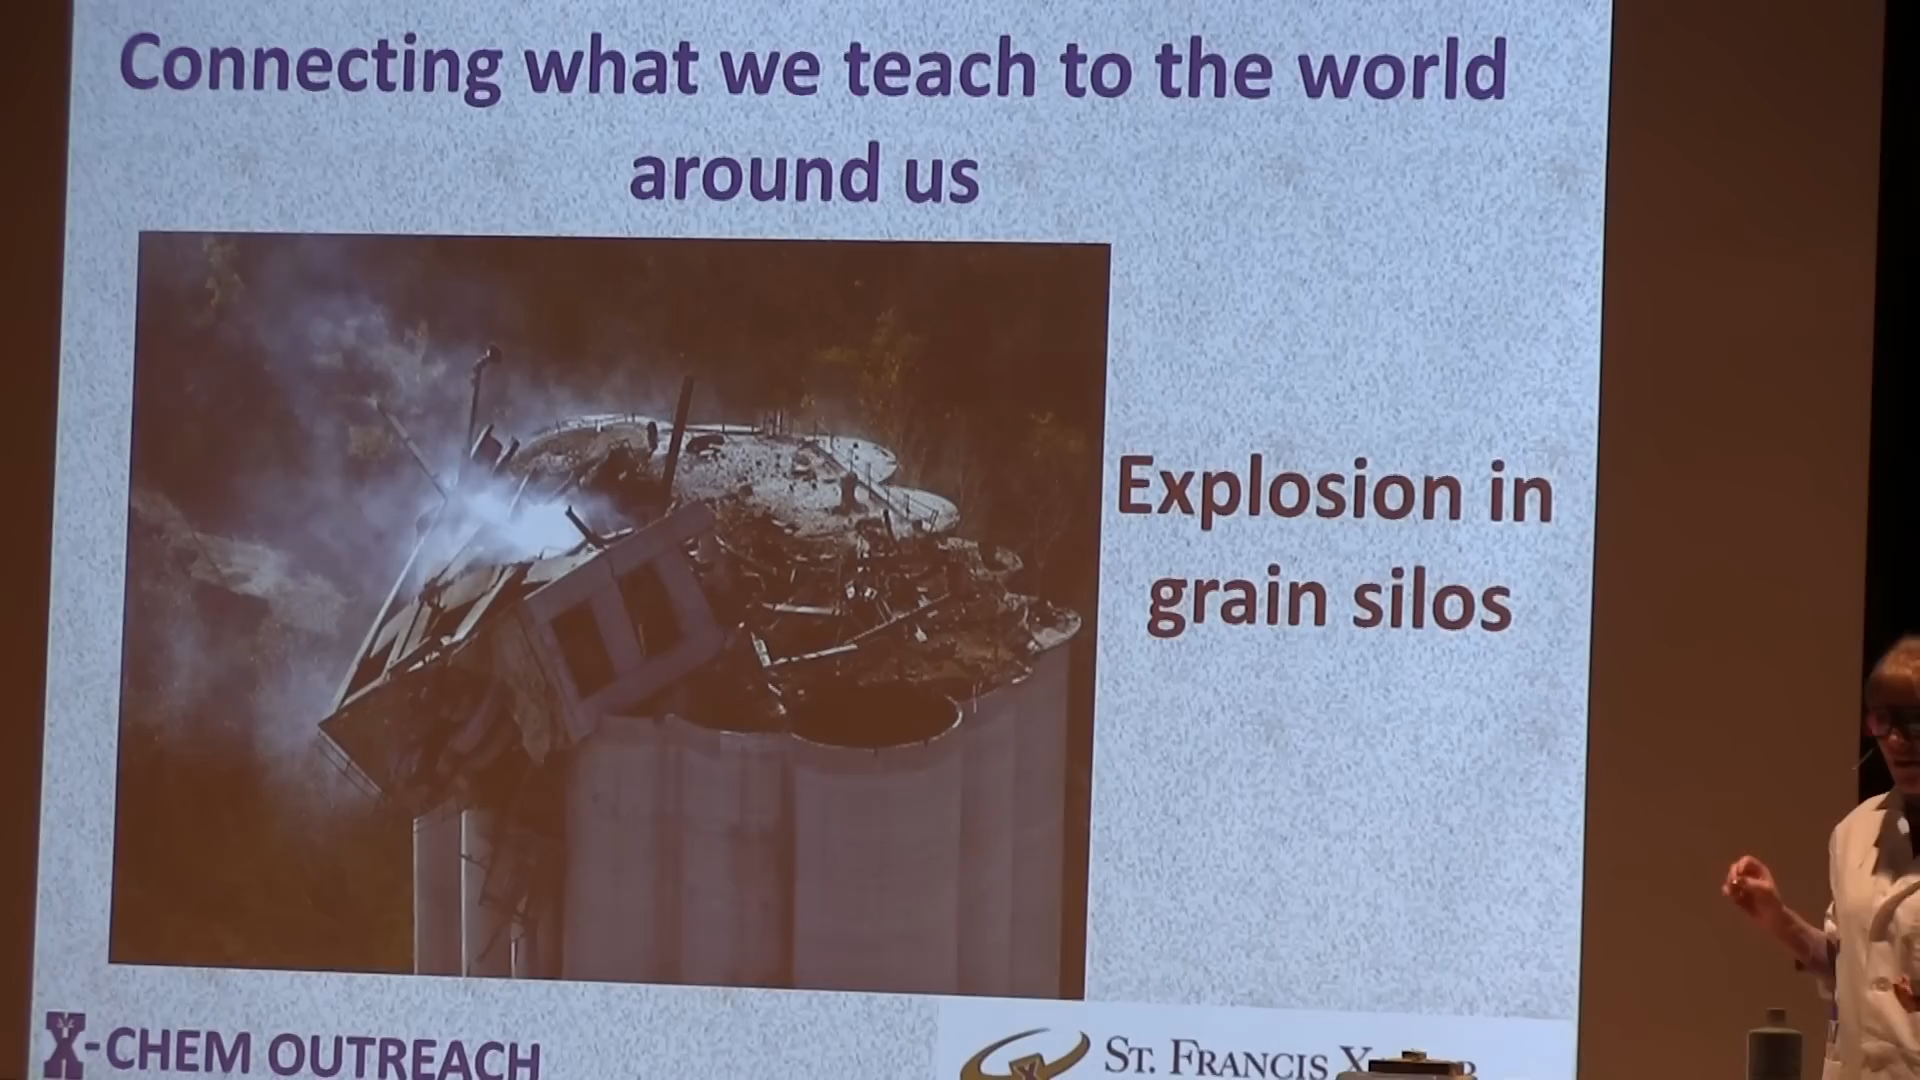 Connecting what we teach to the world
around us
Explosion in
grain silos
X-CHEM OUTREACH
ST. FRANCIS